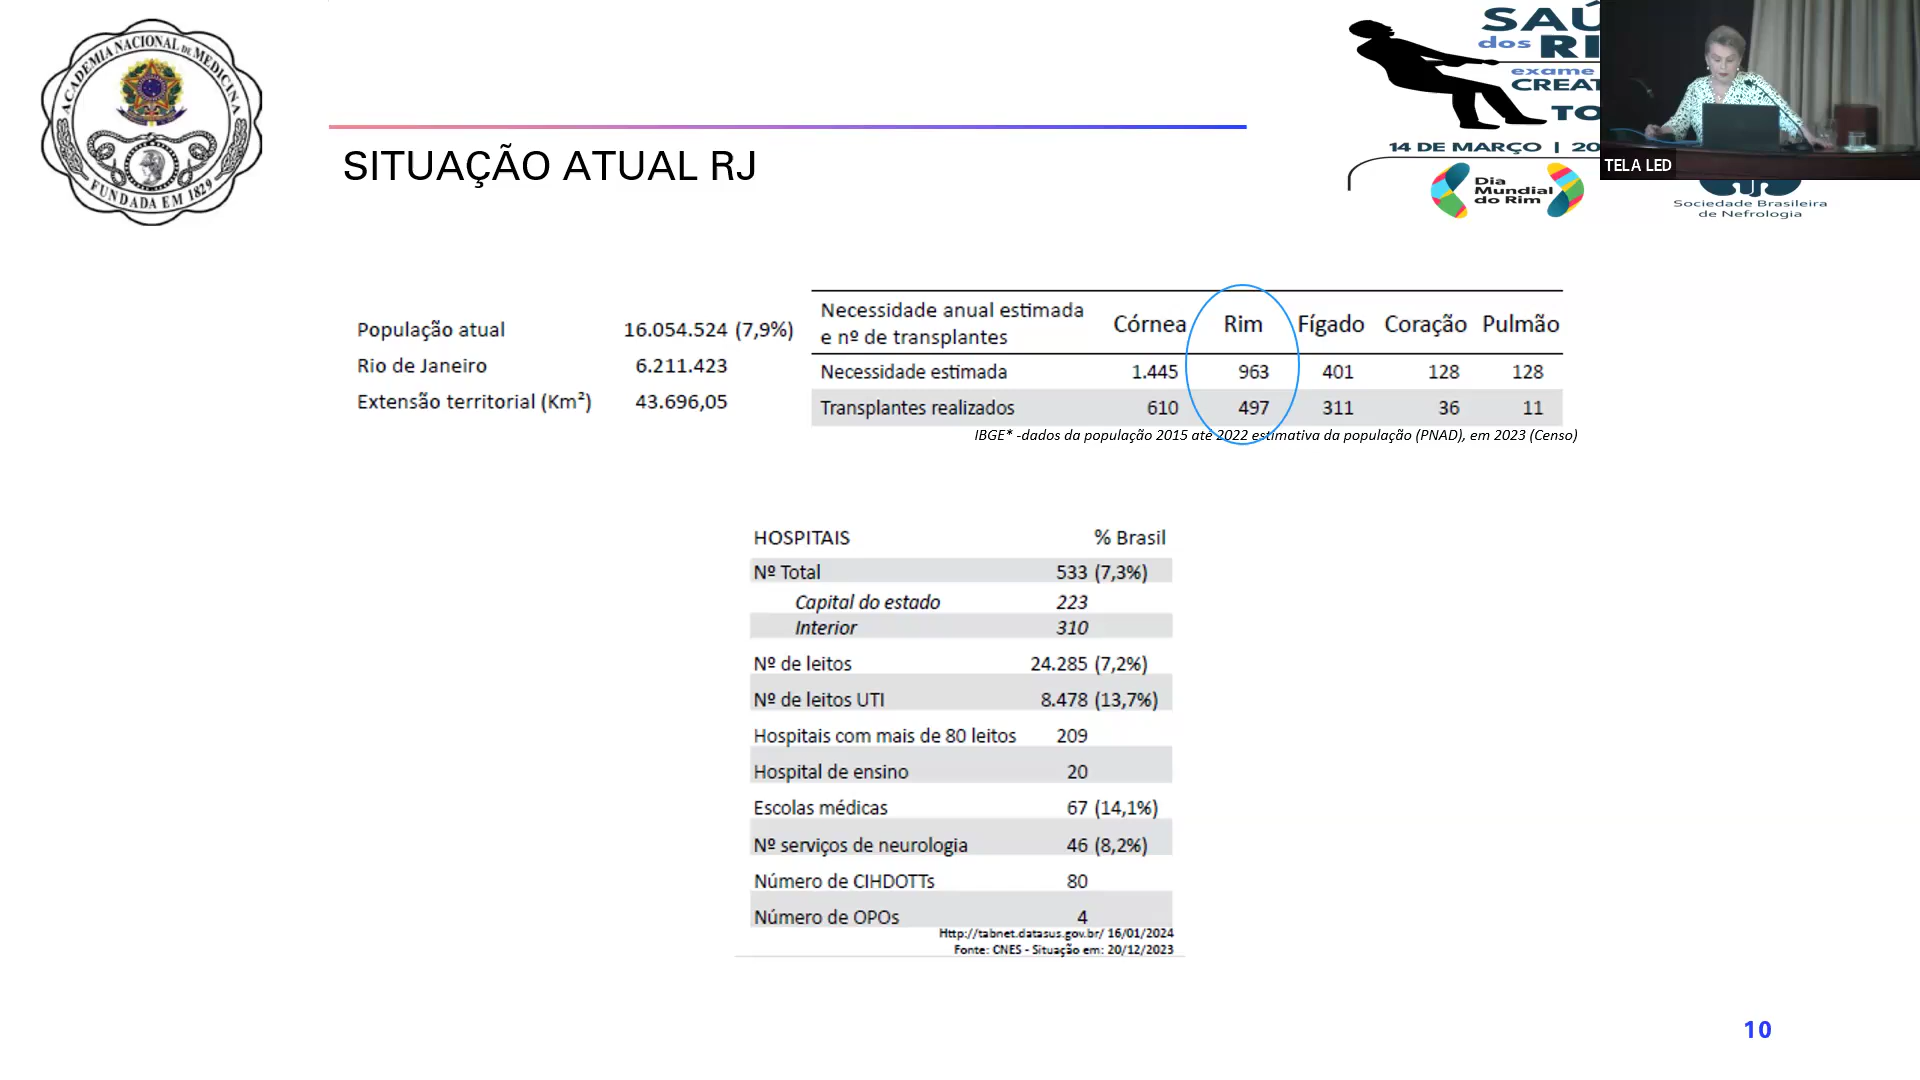 ACADEMIA NACIONAL DE MEDICINA
FUNDADA EM 1829
SITUAÇÃO ATUAL RJ
SAÚ
dos RI
exame
CREAT
TO
14 DE MARÇO | 20
Dia
Mundial
do Rim
TELA LED
Sociedade Brasileira
de Nefrologia
População atual 16.054.524 (7,9%)
Rio de Janeiro 6.211.423
Extensão territorial (Km²) 43.696,05
Necessidade anual estimada
e nº de transplantes Córnea Rim Fígado Coração Pulmão
Necessidade estimada 1.445 963 401 128 128
Transplantes realizados 610 497 311 36 11
IBGE* -dados da população 2015 até 2022 estimativa da população (PNAD), em 2023 (Censo)
HOSPITAIS % Brasil
Nº Total 533 (7,3%)
Capital do estado 223
Interior 310
Nº de leitos 24.285 (7,2%)
Nº de leitos UTI 8.478 (13,7%)
Hospitais com mais de 80 leitos 209
Hospital de ensino 20
Escolas médicas 67 (14,1%)
Nº serviços de neurologia 46 (8,2%)
Número de CIHDOTTs 80
Número de OPOs 4
Http://tabnet.datasus.gov.br/ 16/01/2024
Fonte: CNES - Situação em: 20/12/2023
10